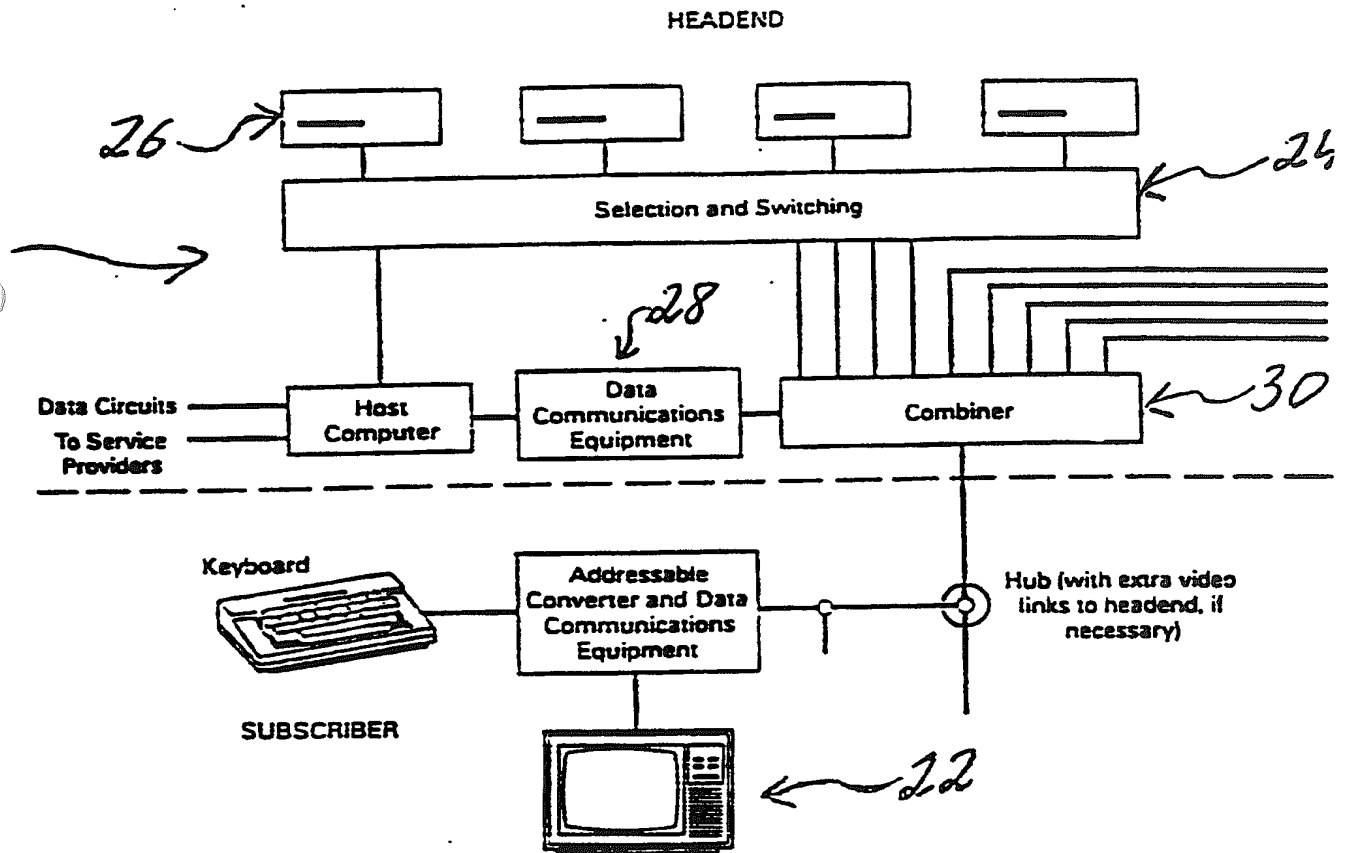 HEADEND
26
24
Selection and Switching
28
Data Circuits
To Service
Providers
Host
Computer
Data
Communications
Equipment
Combiner
30
Keyboard
Addressable
Converter and Data
Communications
Equipment
Hub (with extra video
links to headend, if
necessary)
SUBSCRIBER
22